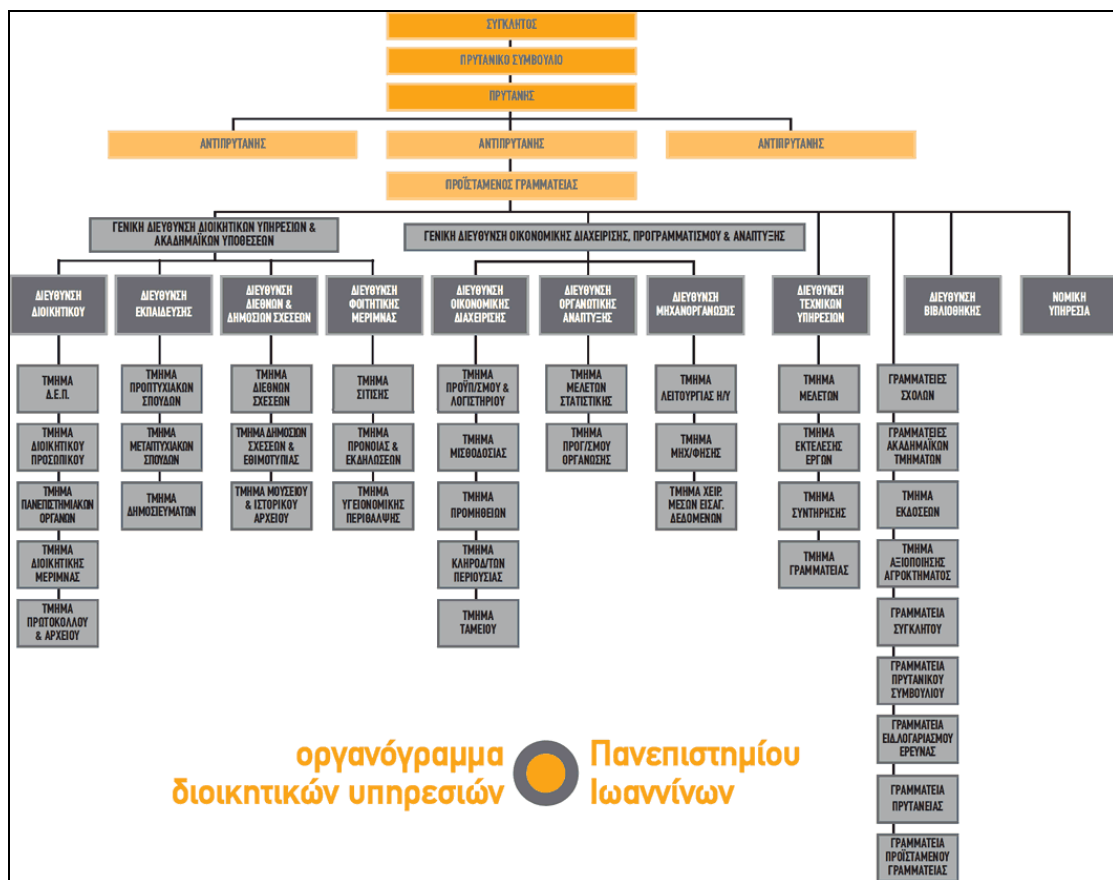 ΣΥΓΚΛΗΤΟΣ
ΠΡΥΤΑΝΙΚΟ ΣΥΜΒΟΥΛΙΟ
ΠΡΥΤΑΝΗΣ
ΑΝΤΙΠΡΥΤΑΝΗΣ
ΑΝΤΙΠΡΥΤΑΝΗΣ
ΑΝΤΙΠΡΥΤΑΝΗΣ
ΠΡΟΪΣΤΑΜΕΝΟΣ ΓΡΑΜΜΑΤΕΙΑΣ
ΓΕΝΙΚΗ ΔΙΕΥΘΥΝΣΗ ΔΙΟΙΚΗΤΙΚΩΝ ΥΠΗΡΕΣΙΩΝ &
ΑΚΑΔΗΜΑΪΚΩΝ ΥΠΟΘΕΣΕΩΝ
ΓΕΝΙΚΗ ΔΙΕΥΘΥΝΣΗ ΟΙΚΟΝΟΜΙΚΗΣ ΔΙΑΧΕΙΡΙΣΗΣ, ΠΡΟΓΡΑΜΜΑΤΙΣΜΟΥ & ΑΝΑΠΤΥΞΗΣ
ΔΙΕΥΘΥΝΣΗ
ΔΙΟΙΚΗΤΙΚΟΥ
ΔΙΕΥΘΥΝΣΗ
ΕΚΠΑΙΔΕΥΣΗΣ
ΔΙΕΥΘΥΝΣΗ
ΔΙΕΘΝΩΝ &
ΔΗΜΟΣΙΩΝ ΣΧΕΣΕΩΝ
ΔΙΕΥΘΥΝΣΗ
ΦΟΙΤΗΤΙΚΗΣ
ΜΕΡΙΜΝΑΣ
ΔΙΕΥΘΥΝΣΗ
ΟΙΚΟΝΟΜΙΚΗΣ
ΔΙΑΧΕΙΡΙΣΗΣ
ΔΙΕΥΘΥΝΣΗ
ΟΡΓΑΝΩΤΙΚΗΣ
ΑΝΑΠΤΥΞΗΣ
ΔΙΕΥΘΥΝΣΗ
ΜΗΧΑΝΟΡΓΑΝΩΣΗΣ
ΔΙΕΥΘΥΝΣΗ
ΤΕΧΝΙΚΩΝ
ΥΠΗΡΕΣΙΩΝ
ΔΙΕΥΘΥΝΣΗ
ΒΙΒΛΙΟΘΗΚΗΣ
ΝΟΜΙΚΗ
ΥΠΗΡΕΣΙΑ
ΤΜΗΜΑ
Δ.Ε.Π.
ΤΜΗΜΑ
ΔΙΟΙΚΗΤΙΚΟΥ
ΠΡΟΣΩΠΙΚΟΥ
ΤΜΗΜΑ
ΠΑΝΕΠΙΣΤΗΜΙΑΚΩΝ
ΟΡΓΑΝΩΝ
ΤΜΗΜΑ
ΔΙΟΙΚΗΤΙΚΗΣ
ΜΕΡΙΜΝΑΣ
ΤΜΗΜΑ
ΠΡΩΤΟΚΟΛΛΟΥ
& ΑΡΧΕΙΟΥ
ΤΜΗΜΑ
ΠΡΟΠΤΥΧΙΑΚΩΝ
ΣΠΟΥΔΩΝ
ΤΜΗΜΑ
ΜΕΤΑΠΤΥΧΙΑΚΩΝ
ΣΠΟΥΔΩΝ
ΤΜΗΜΑ
ΔΗΜΟΣΙΕΥΜΑΤΩΝ
ΤΜΗΜΑ
ΔΙΕΘΝΩΝ
ΣΧΕΣΕΩΝ
ΤΜΗΜΑ ΔΗΜΟΣΙΩΝ
ΣΧΕΣΕΩΝ &
ΕΘΙΜΟΤΥΠΙΑΣ
ΤΜΗΜΑ ΜΟΥΣΕΙΟΥ
& ΙΣΤΟΡΙΚΟΥ
ΑΡΧΕΙΟΥ
ΤΜΗΜΑ
ΣΙΤΙΣΗΣ
ΤΜΗΜΑ
ΠΡΟΝΟΙΑΣ &
ΕΚΔΗΛΩΣΕΩΝ
ΤΜΗΜΑ
ΥΓΕΙΟΝΟΜΙΚΗΣ
ΠΕΡΙΘΑΛΨΗΣ
ΤΜΗΜΑ
ΠΡΟΫΠ/ΣΜΟΥ &
ΛΟΓΙΣΤΗΡΙΟΥ
ΤΜΗΜΑ
ΜΙΣΘΟΔΟΣΙΑΣ
ΤΜΗΜΑ
ΠΡΟΜΗΘΕΙΩΝ
ΤΜΗΜΑ
ΚΛΗΡΟΔ/ΤΩΝ
ΠΕΡΙΟΥΣΙΑΣ
ΤΜΗΜΑ
ΤΑΜΕΙΟΥ
ΤΜΗΜΑ
ΜΕΛΕΤΩΝ
ΣΤΑΤΙΣΤΙΚΗΣ
ΤΜΗΜΑ
ΠΡΟΓ/ΣΜΟΥ
ΟΡΓΑΝΩΣΗΣ
ΤΜΗΜΑ
ΛΕΙΤΟΥΡΓΙΑΣ Η/Υ
ΤΜΗΜΑ
ΜΗΧ/ΦΗΣΗΣ
ΤΜΗΜΑ ΧΕΙΡ.
ΜΕΣΩΝ ΕΙΣΑΓ.
ΔΕΔΟΜΕΝΩΝ
ΤΜΗΜΑ
ΜΕΛΕΤΩΝ
ΤΜΗΜΑ
ΕΚΤΕΛΕΣΗΣ
ΕΡΓΩΝ
ΤΜΗΜΑ
ΣΥΝΤΗΡΗΣΗΣ
ΤΜΗΜΑ
ΓΡΑΜΜΑΤΕΙΑΣ
ΓΡΑΜΜΑΤΕΙΕΣ
ΣΧΟΛΩΝ
ΓΡΑΜΜΑΤΕΙΕΣ
ΑΚΑΔΗΜΑΪΚΩΝ
ΤΜΗΜΑΤΩΝ
ΤΜΗΜΑ
ΕΚΔΟΣΕΩΝ
ΤΜΗΜΑ
ΑΞΙΟΠΟΙΗΣΗΣ
ΑΓΡΟΚΤΗΜΑΤΟΣ
ΓΡΑΜΜΑΤΕΙΑ
ΣΥΓΚΛΗΤΟΥ
ΓΡΑΜΜΑΤΕΙΑ
ΠΡΥΤΑΝΙΚΟΥ
ΣΥΜΒΟΥΛΙΟΥ
ΓΡΑΜΜΑΤΕΙΑ
ΕΙΔ.ΛΟΓΑΡΙΑΣΜΟΥ
ΕΡΕΥΝΑΣ
ΓΡΑΜΜΑΤΕΙΑ
ΠΡΥΤΑΝΕΙΑΣ
ΓΡΑΜΜΑΤΕΙΑ
ΠΡΟΪΣΤΑΜΕΝΟΥ
ΓΡΑΜΜΑΤΕΙΑΣ
οργανόγραμμα
διοικητικών υπηρεσιών
Πανεπιστημίου
Ιωαννίνων